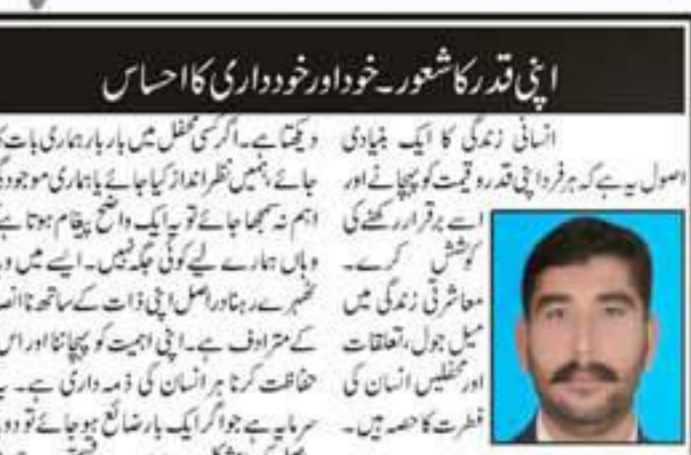 اپنی قدر کا شعور۔ خود اور خودداری کا احساس
انسانی زندگی کا ایک بنیادی
اصول یہ ہے کہ ہر فرد اپنی قدر و قیمت کو پہچانے اور
اسے برقرار رکھنے کی
کوشش کرے۔
معاشرتی زندگی میں
میل جول، تعلقات
اور محفلیں انسان کی
فطرت کا حصہ ہیں۔
دیکھتا ہے۔ اگر کسی محفل میں بار بار ہماری بات
جائے، ہمیں نظر انداز کیا جائے یا ہماری موجودگی
اہم نہ سمجھا جائے تو یہ ایک واضح پیغام ہوتا ہے
وہاں ہمارے لیے کوئی جگہ نہیں۔ ایسے میں
ٹھہرے رہنا دراصل اپنی ذات کے ساتھ
کے مترادف ہے۔ اپنی اہمیت کو پہچاننا اور اس
حفاظت کرنا ہر انسان کی ذمہ داری ہے۔ یہ
سرمایہ ہے جو اگر ایک بار ضائع ہو جائے تو